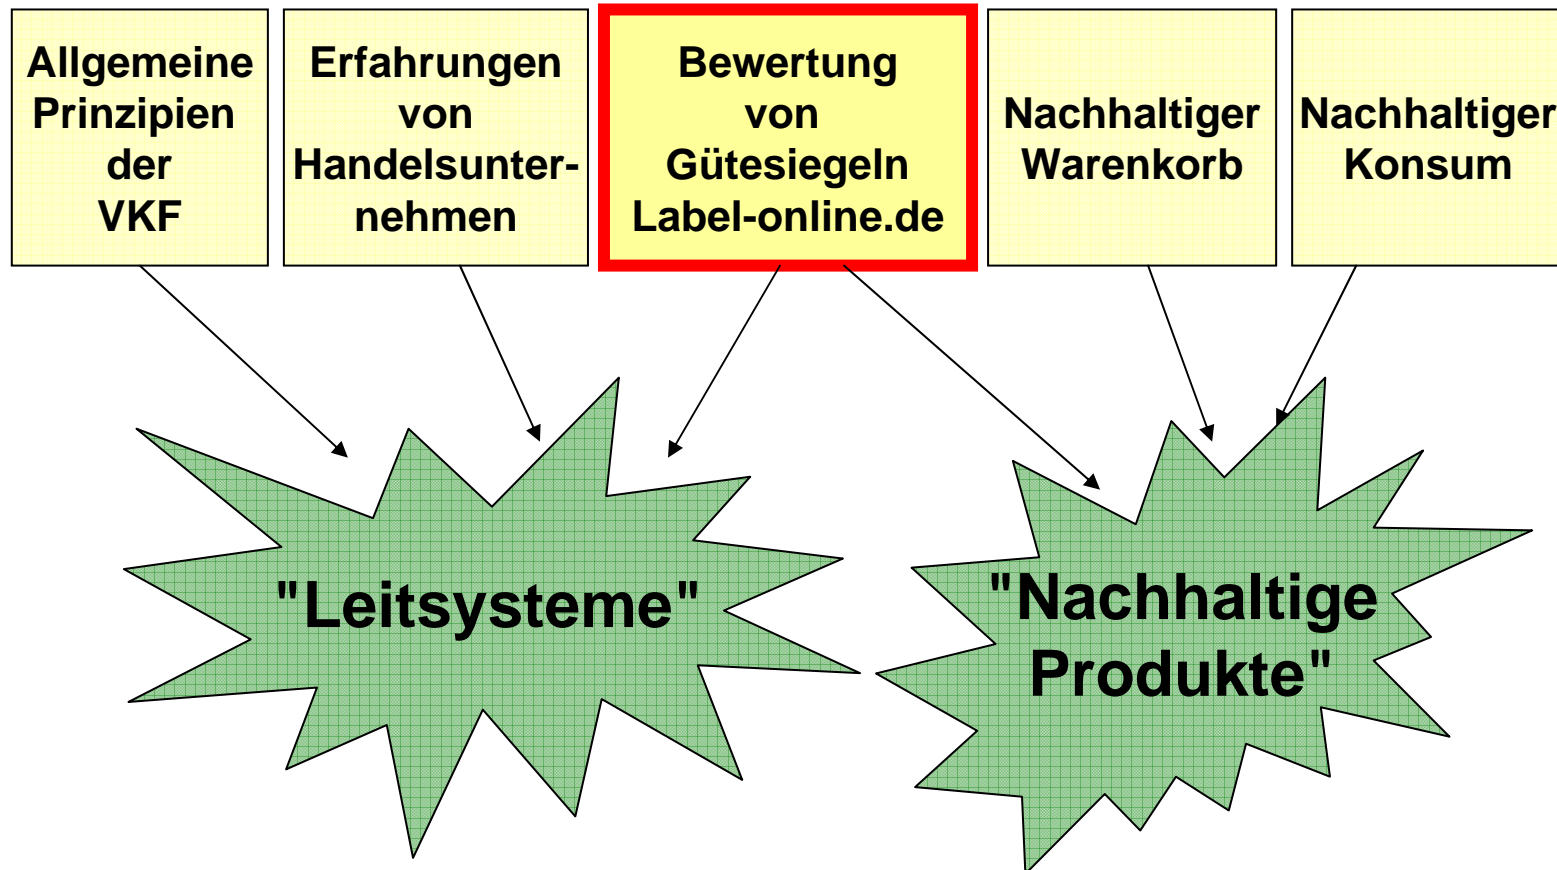 Allgemeine
Prinzipien
der
VKF
Erfahrungen
von
Handelsunter-
nehmen
Bewertung
von
Gütesiegeln
Label-online.de
Nachhaltiger
Warenkorb
Nachhaltiger
Konsum
"Leitsysteme"
"Nachhaltige
Produkte"